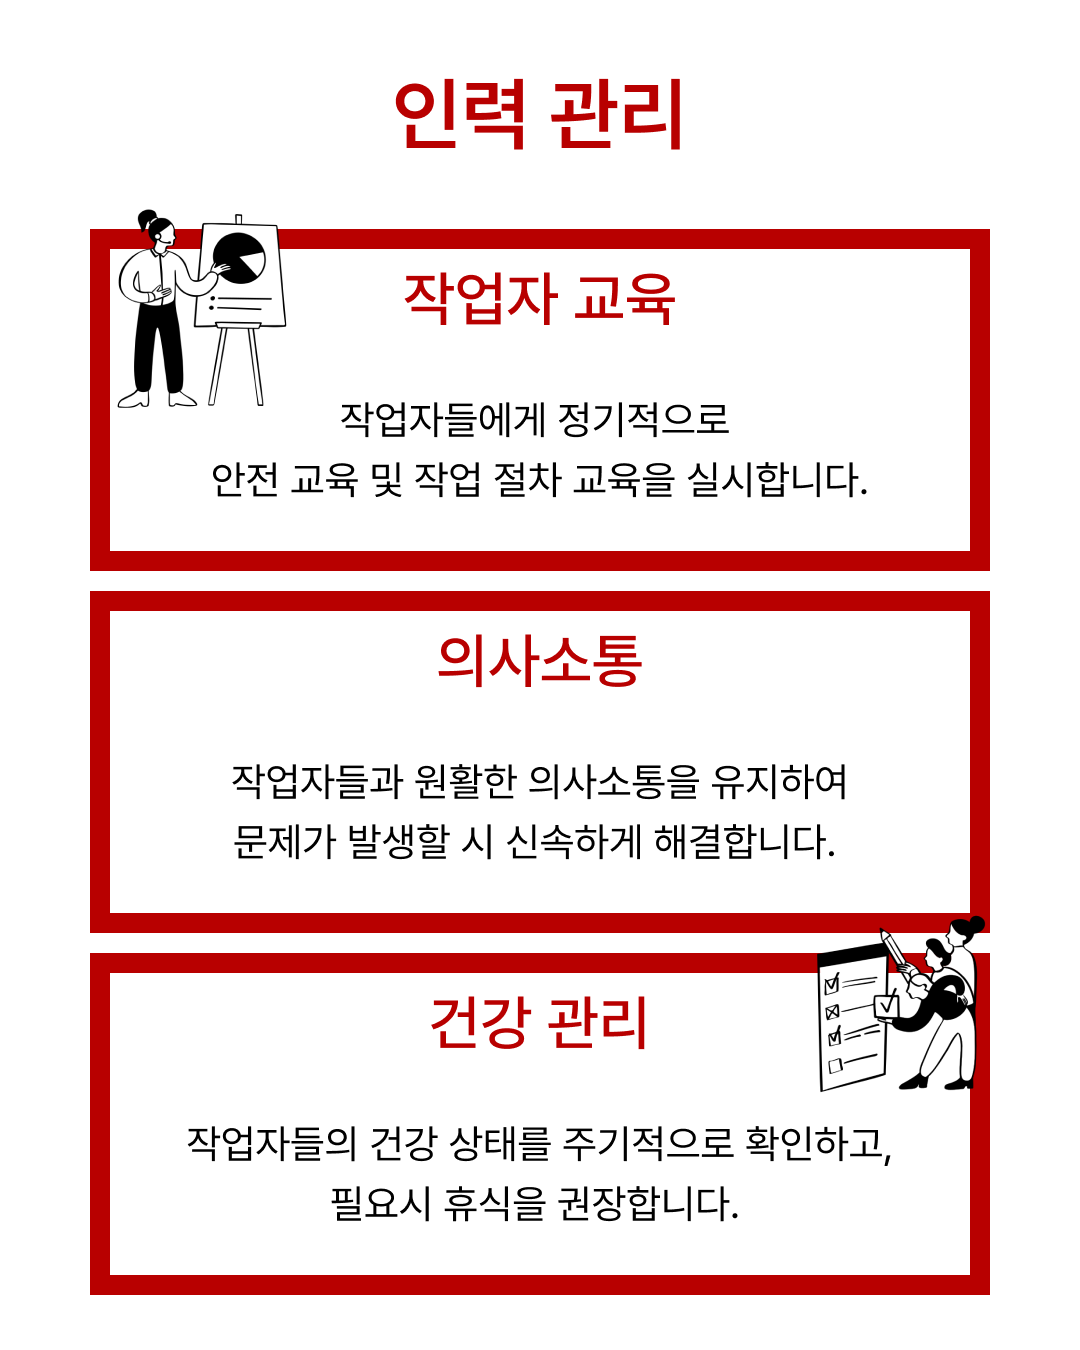 인력 관리
작업자 교육
작업자들에게 정기적으로
안전 교육 및 작업 절차 교육을 실시합니다.
의사소통
작업자들과 원활한 의사소통을 유지하여
문제가 발생할 시 신속하게 해결합니다.
건강 관리
작업자들의 건강 상태를 주기적으로 확인하고,
필요시 휴식을 권장합니다.